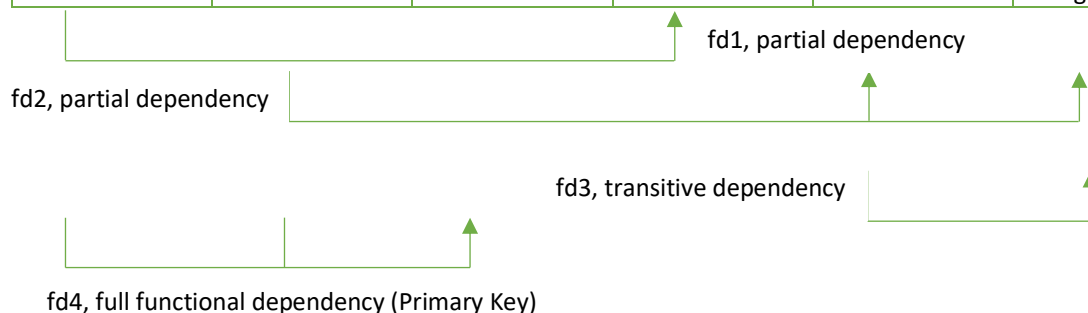 fd1, partial dependency
fd2, partial dependency
fd3, transitive dependency
fd4, full functional dependency (Primary Key)